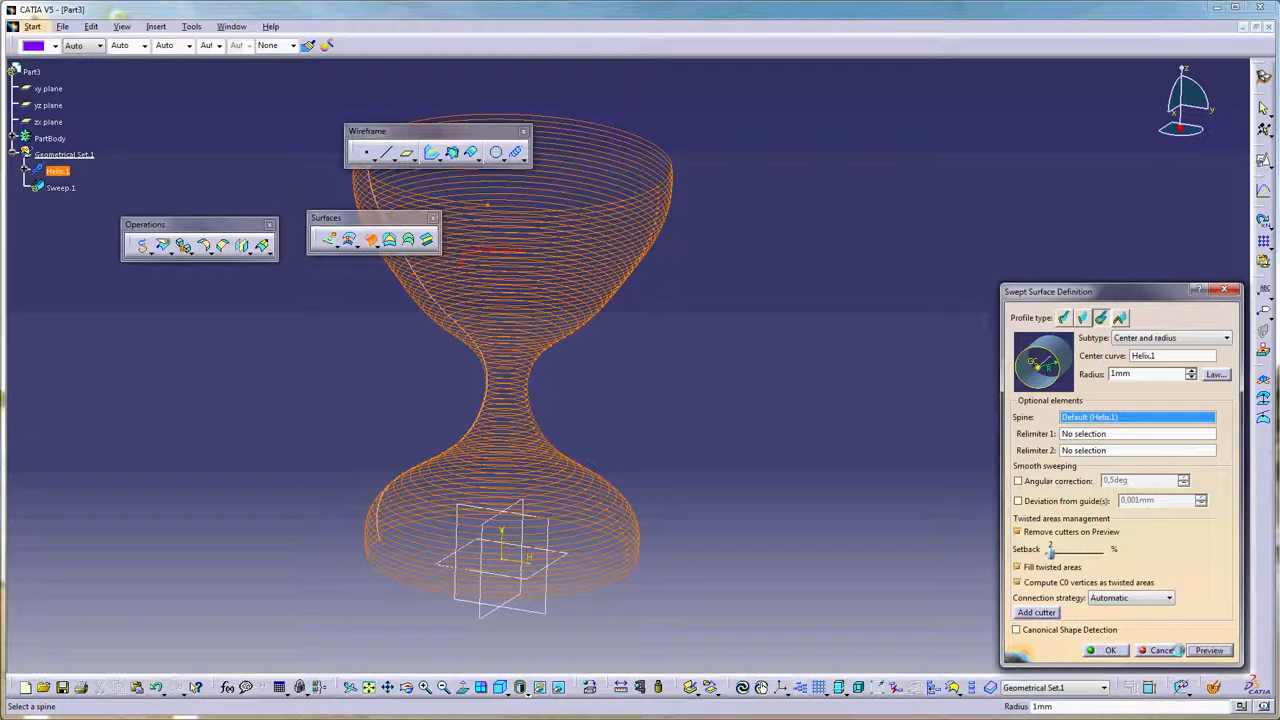 CATIA V5 - [Part3]
Start File Edit View Insert Tools Window Help
Auto Auto Auto Aut Aut None
Part3
xy plane
yz plane
zx plane
PartBody
Geometrical Set.1
Helix.1
Sweep.1
Wireframe
Operations
Surfaces
z
y
x
H
Swept Surface Definition
Profile type:
Subtype: Center and radius
Center curve: Helix.1
Radius: 1mm Law...
GC
R
Optional elements
Spine: Default (Helix.1)
Relimiter 1: No selection
Relimiter 2: No selection
Smooth sweeping
Angular correction: 0,5deg
Deviation from guide(s): 0,001mm
Twisted areas management
Remove cutters on Preview
Setback 2 %
Fill twisted areas
Compute C0 vertices as twisted areas
Connection strategy: Automatic
Add cutter
Canonical Shape Detection
OK Cancel Preview
Geometrical Set.1
Select a spine
Radius 1mm